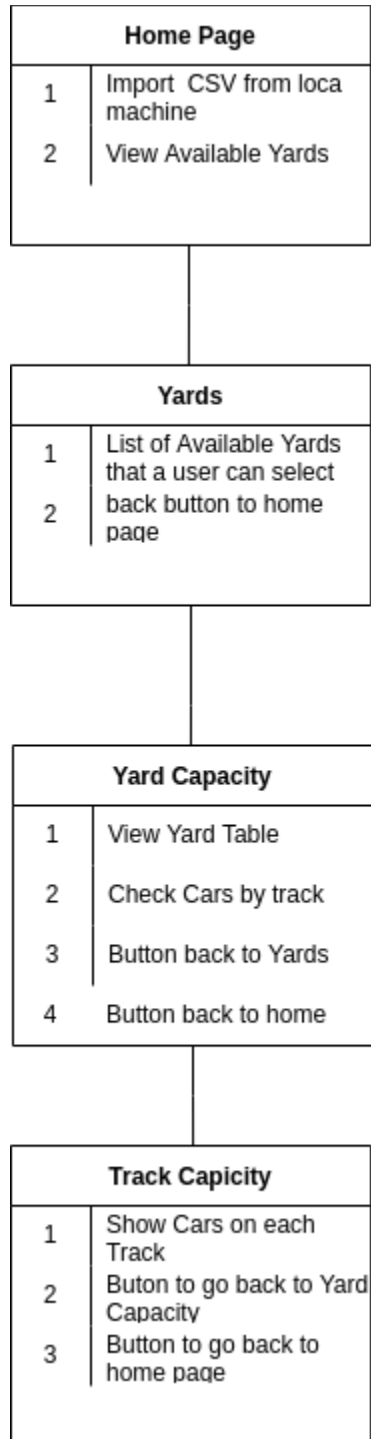 Home Page
1
Import CSV from loca
machine
2
View Available Yards
Yards
1
List of Available Yards
that a user can select
2
back button to home
page
Yard Capacity
1
View Yard Table
2
Check Cars by track
3
Button back to Yards
4
Button back to home
Track Capicity
1
Show Cars on each
Track
2
Buton to go back to Yard
Capacity
3
Button to go back to
home page